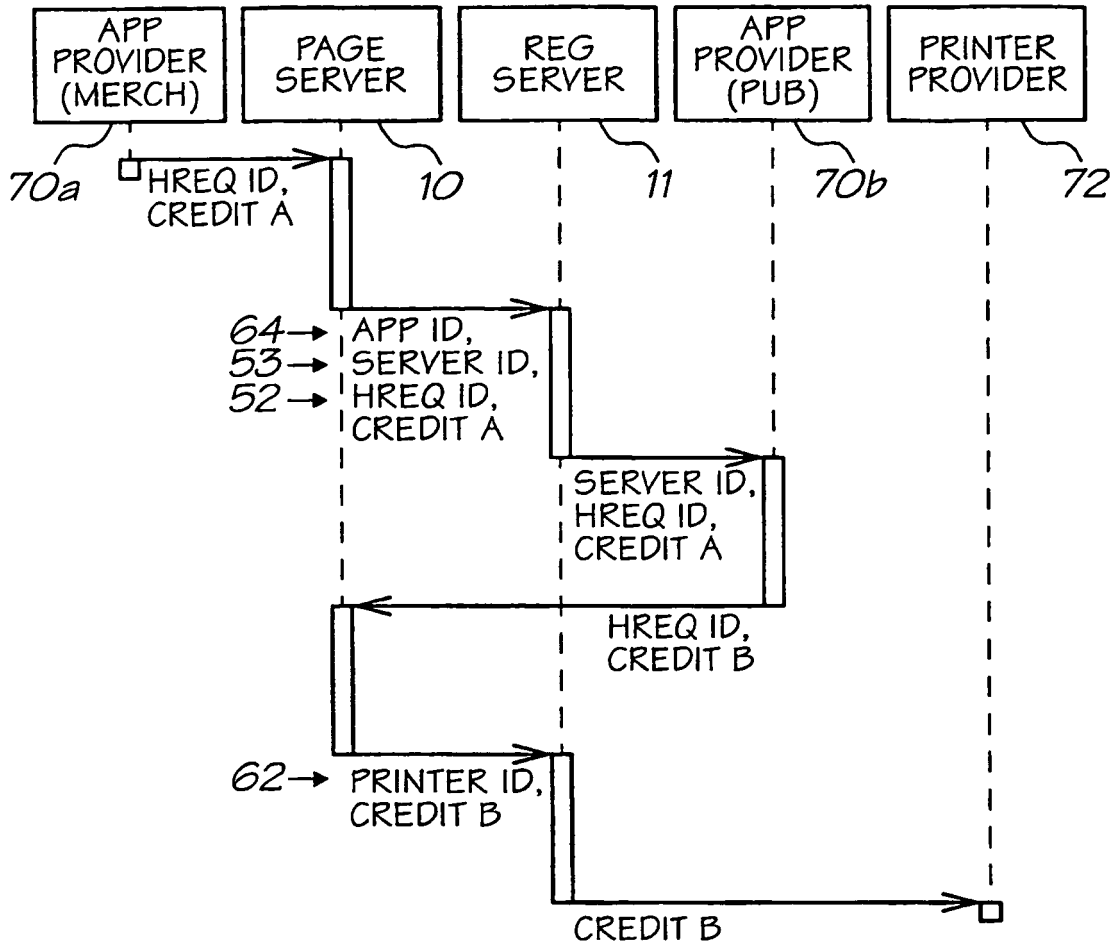 APP
PROVIDER
(MERCH)
PAGE
SERVER
REG
SERVER
APP
PROVIDER
(PUB)
PRINTER
PROVIDER
70a
10
11
70b
72
HREQ ID,
CREDIT A
64
APP ID,
53
SERVER ID,
52
HREQ ID,
CREDIT A
SERVER ID,
HREQ ID,
CREDIT A
HREQ ID,
CREDIT B
62
PRINTER ID,
CREDIT B
CREDIT B